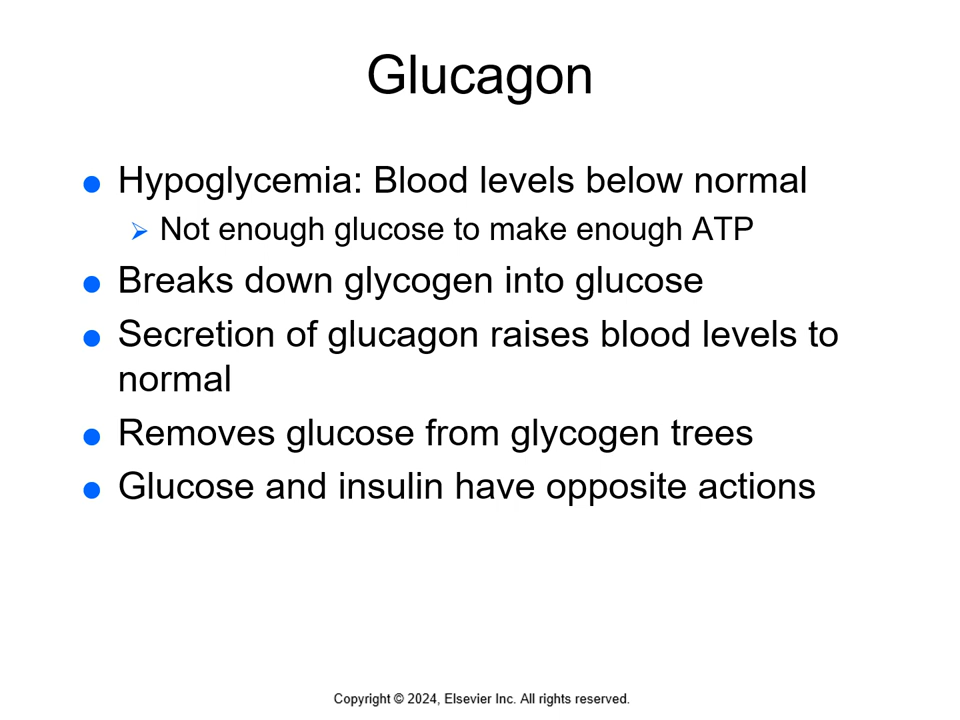 Glucagon
Hypoglycemia: Blood levels below normal
Not enough glucose to make enough ATP
Breaks down glycogen into glucose
Secretion of glucagon raises blood levels to
normal
Removes glucose from glycogen trees
Glucose and insulin have opposite actions
Copyright © 2024, Elsevier Inc. All rights reserved.